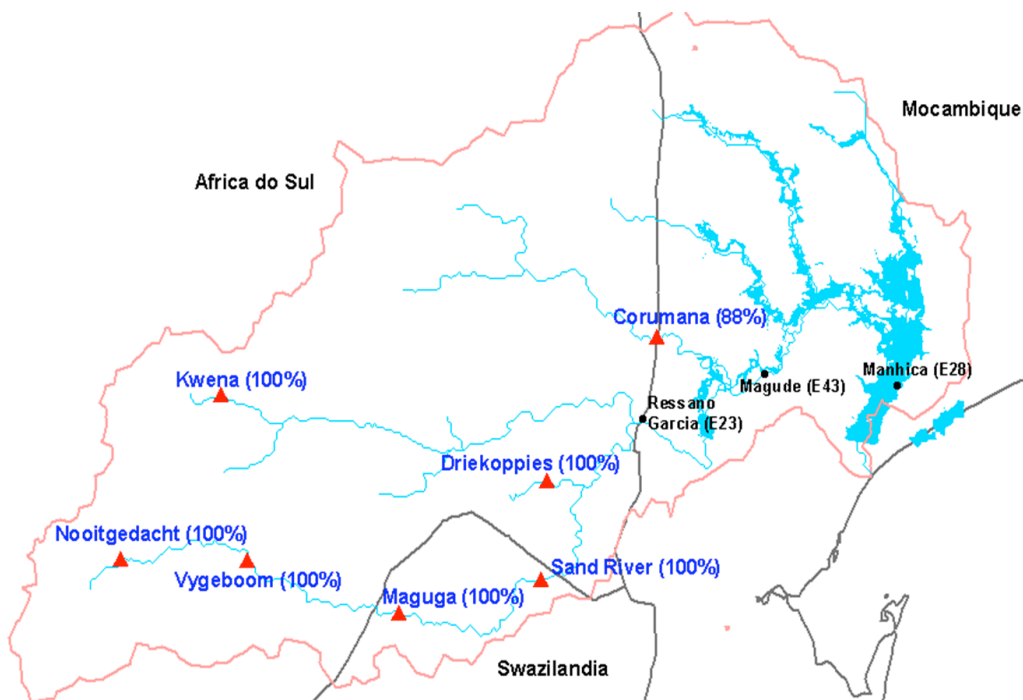 Mocambique
Africa do Sul
Corumana (88%)
Kwena (100%)
Manhica (E28)
Magude (E43)
Ressano
Garcia (E23)
Driekoppies (100%)
Nooitgedacht (100%)
Vygeboom (100%)
Sand River (100%)
Maguga (100%)
Swazilandia